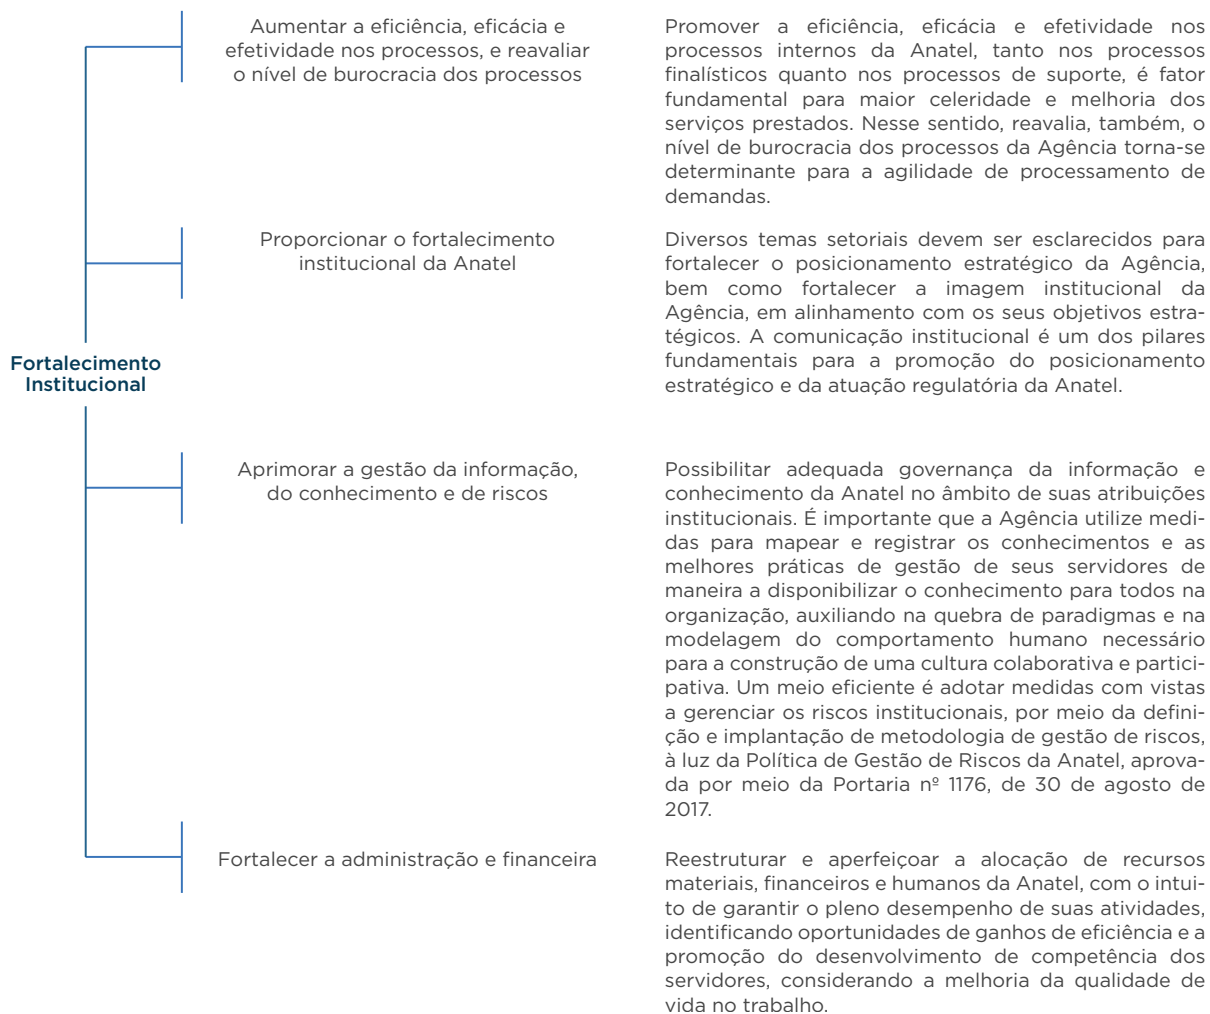 Aumentar a eficiência, eficácia e
efetividade nos processos, e reavaliar
o nível de burocracia dos processos
Promover a eficiência, eficácia e efetividade nos
processos internos da Anatel, tanto nos processos
finalísticos quanto nos processos de suporte, é fator
fundamental para maior celeridade e melhoria dos
serviços prestados. Nesse sentido, reavalia, também, o
nível de burocracia dos processos da Agência torna-se
determinante para a agilidade de processamento de
demandas.
Proporcionar o fortalecimento
institucional da Anatel
Diversos temas setoriais devem ser esclarecidos para
fortalecer o posicionamento estratégico da Agência,
bem como fortalecer a imagem institucional da
Agência, em alinhamento com os seus objetivos estra-
tégicos. A comunicação institucional é um dos pilares
fundamentais para a promoção do posicionamento
estratégico e da atuação regulatória da Anatel.
Fortalecimento
Institucional
Aprimorar a gestão da informação,
do conhecimento e de riscos
Possibilitar adequada governança da informação e
conhecimento da Anatel no âmbito de suas atribuições
institucionais. É importante que a Agência utilize medi-
das para mapear e registrar os conhecimentos e as
melhores práticas de gestão de seus servidores de
maneira a disponibilizar o conhecimento para todos na
organização, auxiliando na quebra de paradigmas e na
modelagem do comportamento humano necessário
para a construção de uma cultura colaborativa e partici-
pativa. Um meio eficiente é adotar medidas com vistas
a gerenciar os riscos institucionais, por meio da defini-
ção e implantação de metodologia de gestão de riscos,
à luz da Política de Gestão de Riscos da Anatel, aprova-
da por meio da Portaria nº 1176, de 30 de agosto de
2017.
Fortalecer a administração e financeira
Reestruturar e aperfeiçoar a alocação de recursos
materiais, financeiros e humanos da Anatel, com o intui-
to de garantir o pleno desempenho de suas atividades,
identificando oportunidades de ganhos de eficiência e a
promoção do desenvolvimento de competência dos
servidores, considerando a melhoria da qualidade de
vida no trabalho.